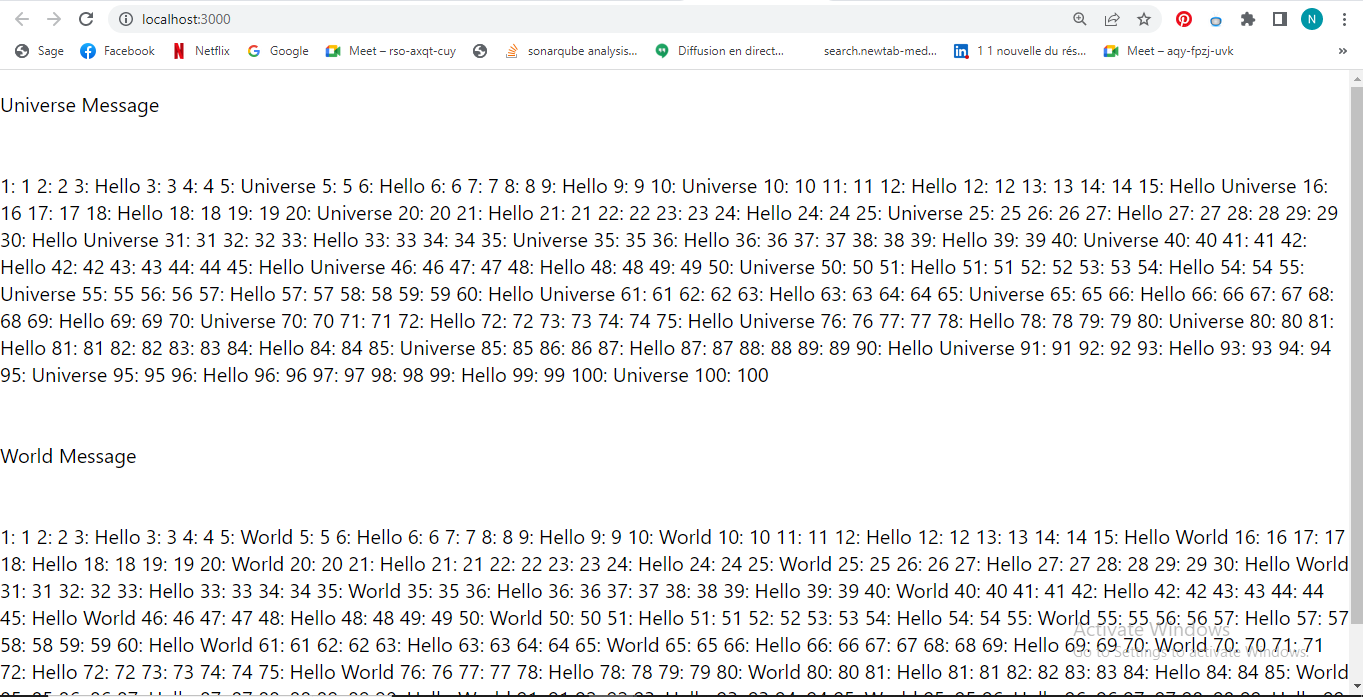 localhost:3000
N
Sage Facebook Netflix Google Meet – rso-axqt-cuy sonarqube analysis... Diffusion en direct... search.newtab-med... 1 1 nouvelle du rés... Meet – aqy-fpzj-uvk »
Universe Message
1: 1 2: 2 3: Hello 3: 3 4: 4 5: Universe 5: 5 6: Hello 6: 6 7: 7 8: 8 9: Hello 9: 9 10: Universe 10: 10 11: 11 12: Hello 12: 12 13: 13 14: 14 15: Hello Universe 16:
16 17: 17 18: Hello 18: 18 19: 19 20: Universe 20: 20 21: Hello 21: 21 22: 22 23: 23 24: Hello 24: 24 25: Universe 25: 25 26: 26 27: Hello 27: 27 28: 28 29: 29
30: Hello Universe 31: 31 32: 32 33: Hello 33: 33 34: 34 35: Universe 35: 35 36: Hello 36: 36 37: 37 38: 38 39: Hello 39: 39 40: Universe 40: 40 41: 41 42:
Hello 42: 42 43: 43 44: 44 45: Hello Universe 46: 46 47: 47 48: Hello 48: 48 49: 49 50: Universe 50: 50 51: Hello 51: 51 52: 52 53: 53 54: Hello 54: 54 55:
Universe 55: 55 56: 56 57: Hello 57: 57 58: 58 59: 59 60: Hello Universe 61: 61 62: 62 63: Hello 63: 63 64: 64 65: Universe 65: 65 66: Hello 66: 66 67: 67 68:
68 69: Hello 69: 69 70: Universe 70: 70 71: 71 72: Hello 72: 72 73: 73 74: 74 75: Hello Universe 76: 76 77: 77 78: Hello 78: 78 79: 79 80: Universe 80: 80 81:
Hello 81: 81 82: 82 83: 83 84: Hello 84: 84 85: Universe 85: 85 86: 86 87: Hello 87: 87 88: 88 89: 89 90: Hello Universe 91: 91 92: 92 93: Hello 93: 93 94: 94
95: Universe 95: 95 96: Hello 96: 96 97: 97 98: 98 99: Hello 99: 99 100: Universe 100: 100
World Message
1: 1 2: 2 3: Hello 3: 3 4: 4 5: World 5: 5 6: Hello 6: 6 7: 7 8: 8 9: Hello 9: 9 10: World 10: 10 11: 11 12: Hello 12: 12 13: 13 14: 14 15: Hello World 16: 16 17: 17
18: Hello 18: 18 19: 19 20: World 20: 20 21: Hello 21: 21 22: 22 23: 23 24: Hello 24: 24 25: World 25: 25 26: 26 27: Hello 27: 27 28: 28 29: 29 30: Hello World
31: 31 32: 32 33: Hello 33: 33 34: 34 35: World 35: 35 36: Hello 36: 36 37: 37 38: 38 39: Hello 39: 39 40: World 40: 40 41: 41 42: Hello 42: 42 43: 43 44: 44
45: Hello World 46: 46 47: 47 48: Hello 48: 48 49: 49 50: World 50: 50 51: Hello 51: 51 52: 52 53: 53 54: Hello 54: 54 55: World 55: 55 56: 56 57: Hello 57: 57
Activate Windows
58: 58 59: 59 60: Hello World 61: 61 62: 62 63: Hello 63: 63 64: 64 65: World 65: 65 66: Hello 66: 66 67: 67 68: 68 69: Hello 69: 69 70: World 70: 70 71: 71
Go to Settings to activate Windows.
72: Hello 72: 72 73: 73 74: 74 75: Hello World 76: 76 77: 77 78: Hello 78: 78 79: 79 80: World 80: 80 81: Hello 81: 81 82: 82 83: 83 84: Hello 84: 84 85: World